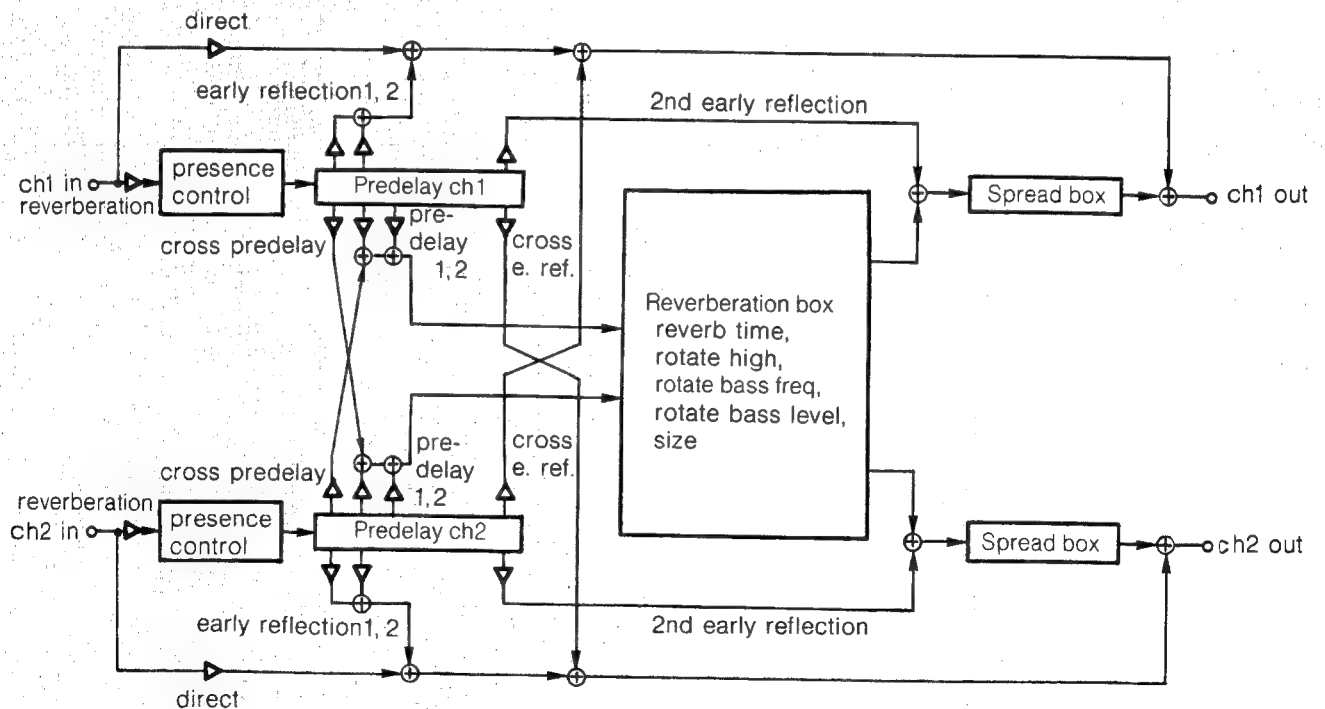 direct
early reflection1, 2
2nd early reflection
ch1 in
reverberation
presence
control
Predelay ch1
Spread box
ch1 out
cross predelay
pre-
delay
1, 2
cross
e. ref.
Reverberation box
reverb time,
rotate high,
rotate bass freq,
rotate bass level,
size
cross predelay
pre-
delay
1,2
cross
e. ref.
reverberation
ch2 in
presence
control
Predelay ch2
Spread box
ch2 out
early reflection1, 2
2nd early reflection
direct